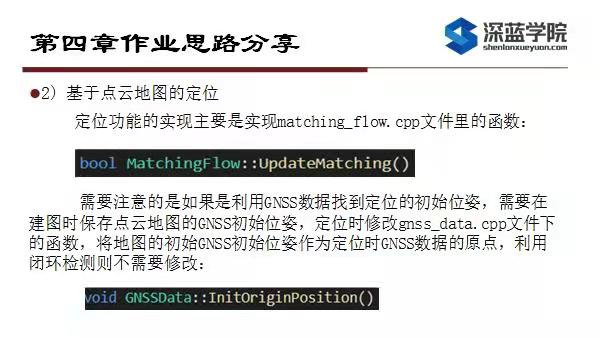 第四章作业思路分享
深蓝学院
shenlanxueyuan.com
2) 基于点云地图的定位
定位功能的实现主要是实现matching_flow.cpp文件里的函数:
bool MatchingFlow::UpdateMatching()
需要注意的是如果是利用GNSS数据找到定位的初始位姿，需要在
建图时保存点云地图的GNSS初始位姿，定位时修改gnss_data.cpp文件下
的函数，将地图的初始GNSS初始位姿作为定位时GNSS数据的原点，利用
闭环检测则不需要修改:
void GNSSData::InitOriginPosition()